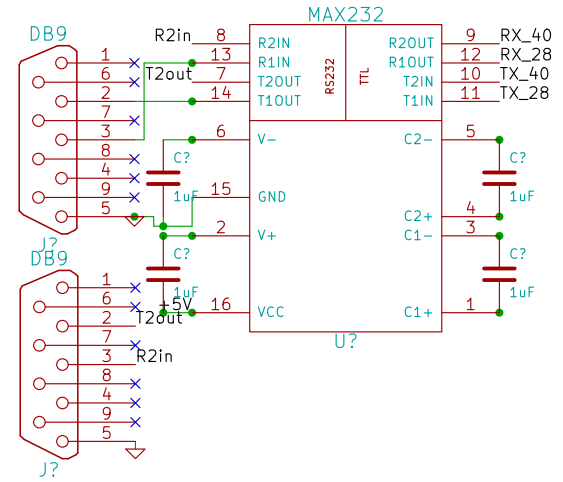 MAX232
DB9
R2in 8 R2IN R2OUT 9 RX_40
1 13 R1IN R1OUT 12 RX_28
6 T2out 7 T2OUT T2IN 10 TX_40
2 14 T1OUT T1IN 11 TX_28
RS232 TTL
7
3 6 V- C2- 5
8 C? C?
4
9 1uF 15 GND 1uF
5 C2+ 4
J? 2 V+ C1- 3
DB9 C? C?
1 1uF 1uF
6 +5V 16 VCC C1+ 1
2 T2out
7 U?
3 R2in
8
4
9
5
J?